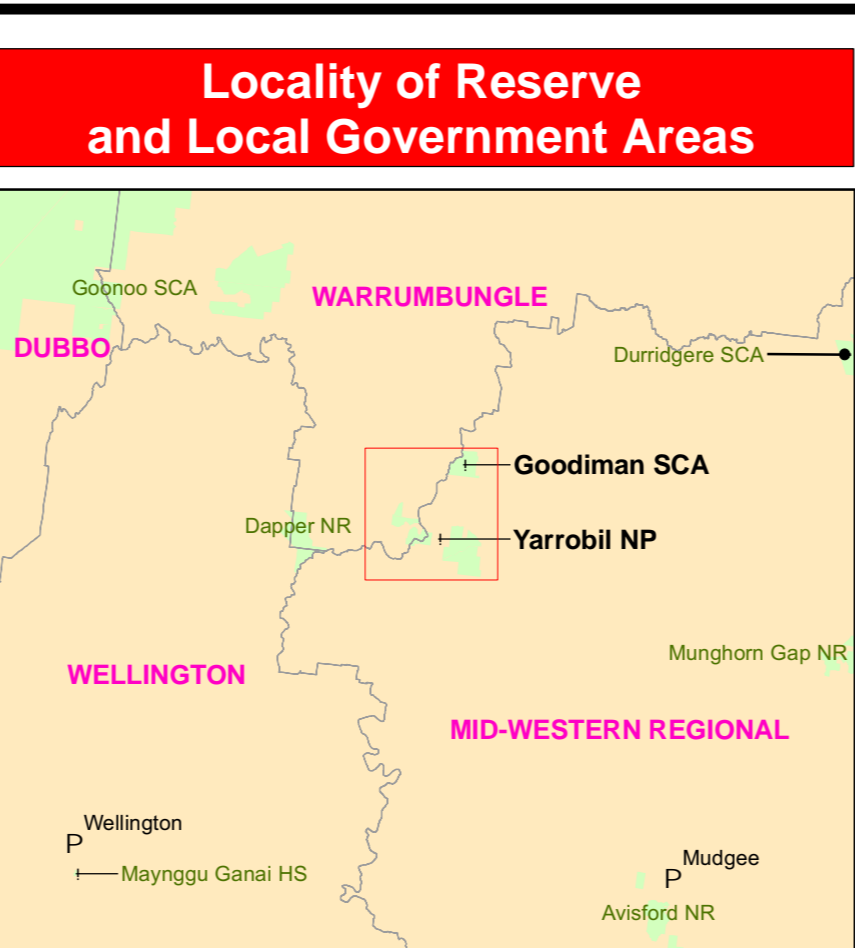 Locality of Reserve
and Local Government Areas
Goonoo SCA
WARRUMBUNGLE
DUBBO
Durridgere SCA
Goodiman SCA
Dapper NR
Yarrobil NP
Munghorn Gap NR
WELLINGTON
MID-WESTERN REGIONAL
Wellington
P
Maynggu Ganai HS
Mudgee
P
Avisford NR